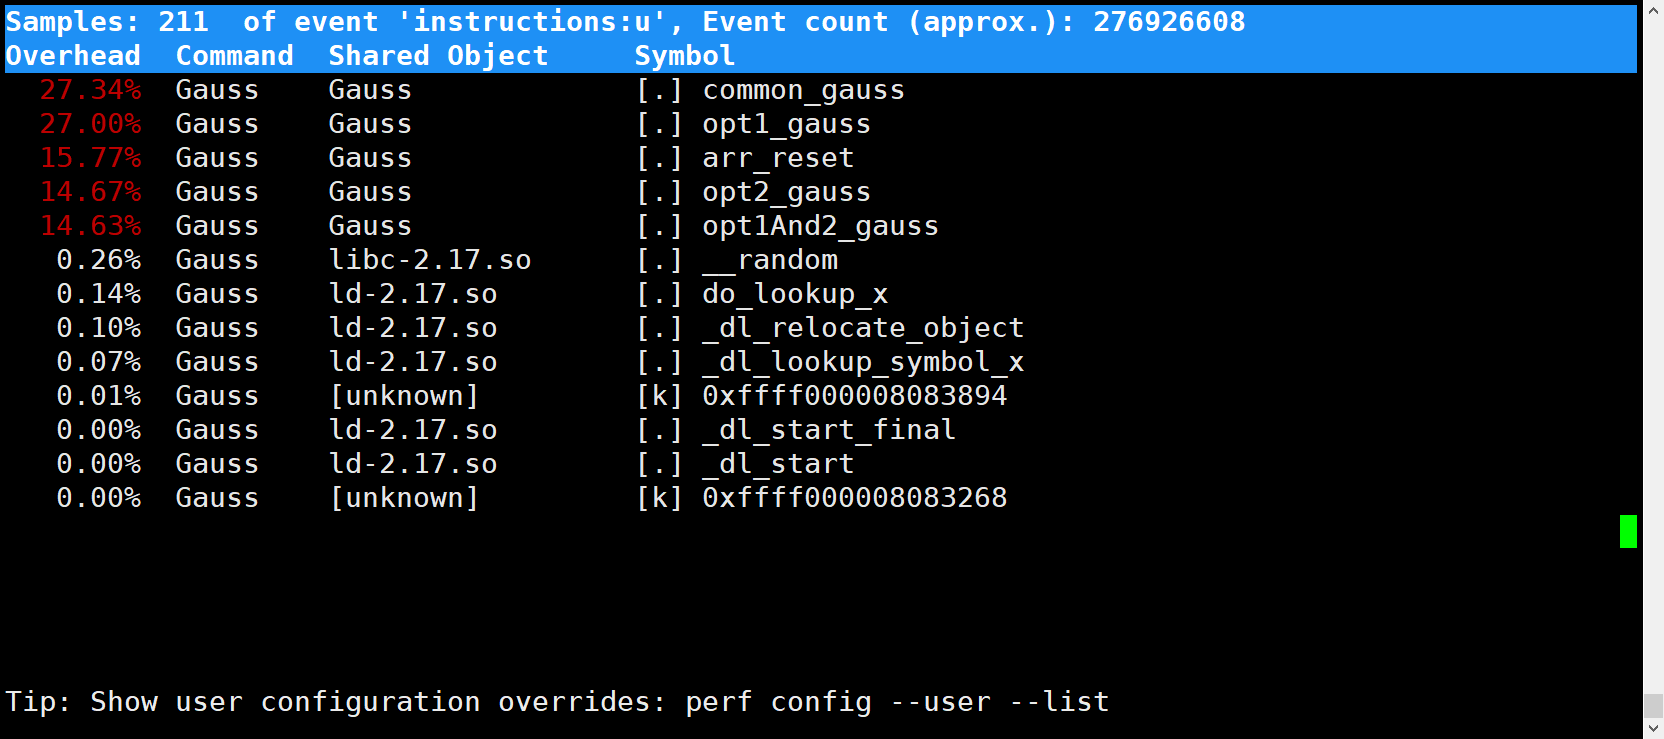 Samples: 211  of event 'instructions:u', Event count (approx.): 276926608
Overhead  Command  Shared Object     Symbol
  27.34%  Gauss    Gauss             [.] common_gauss
  27.00%  Gauss    Gauss             [.] opt1_gauss
  15.77%  Gauss    Gauss             [.] arr_reset
  14.67%  Gauss    Gauss             [.] opt2_gauss
  14.63%  Gauss    Gauss             [.] opt1And2_gauss
   0.26%  Gauss    libc-2.17.so      [.] __random
   0.14%  Gauss    ld-2.17.so        [.] do_lookup_x
   0.10%  Gauss    ld-2.17.so        [.] _dl_relocate_object
   0.07%  Gauss    ld-2.17.so        [.] _dl_lookup_symbol_x
   0.01%  Gauss    [unknown]         [k] 0xffff000008083894
   0.00%  Gauss    ld-2.17.so        [.] _dl_start_final
   0.00%  Gauss    ld-2.17.so        [.] _dl_start
   0.00%  Gauss    [unknown]         [k] 0xffff000008083268
Tip: Show user configuration overrides: perf config --user --list